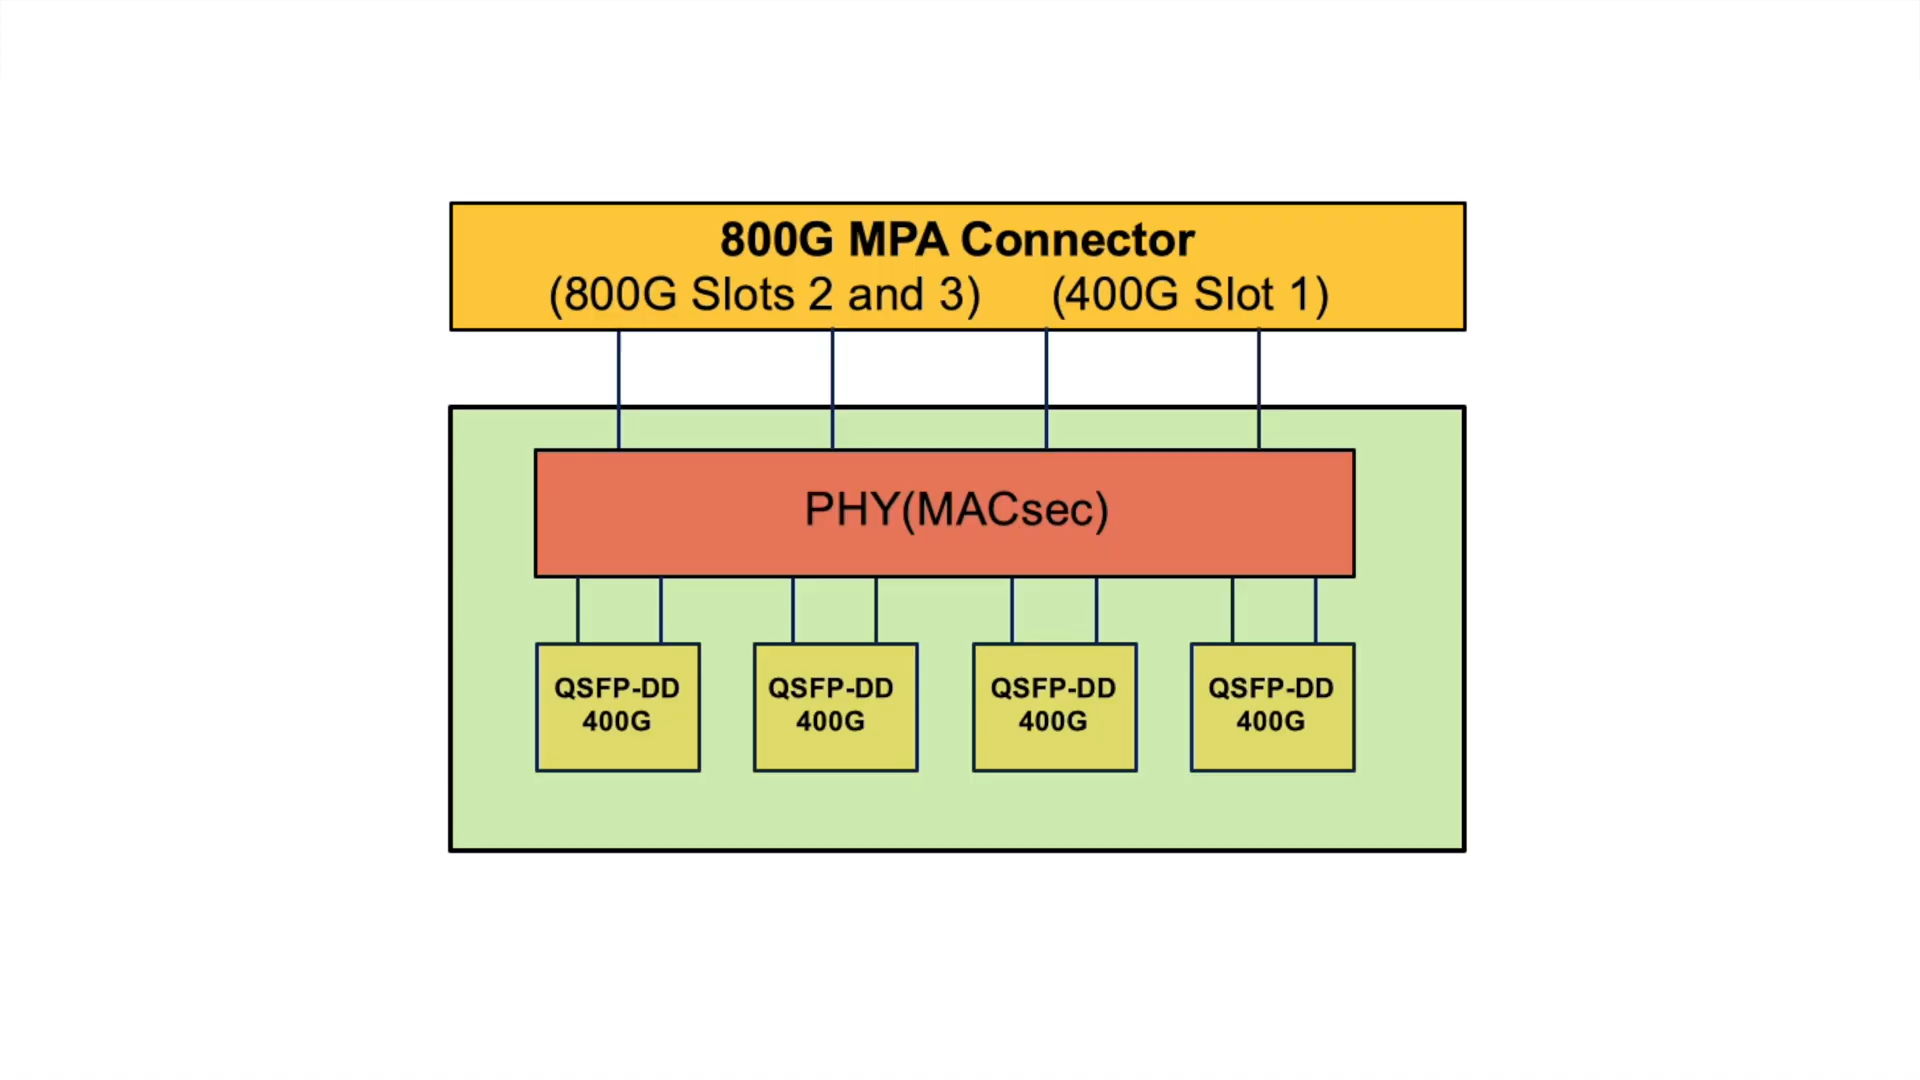 800G MPA Connector
(800G Slots 2 and 3) (400G Slot 1)
PHY(MACsec)
QSFP-DD
400G
QSFP-DD
400G
QSFP-DD
400G
QSFP-DD
400G